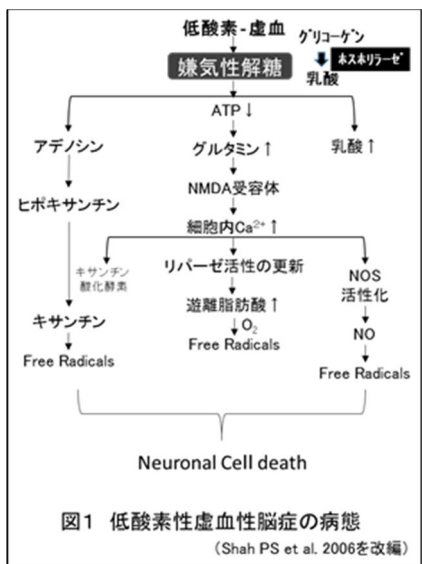 低酸素-虚血
グリコーゲン
ホスホリラーゼ
乳酸
嫌気性解糖
ATP↓
アデノシン
グルタミン↑
乳酸↑
NMDA受容体
ヒポキサンチン
細胞内Ca²⁺↑
キサンチン
酸化酵素
リパーゼ活性の更新
NOS
活性化
遊離脂肪酸↑
O₂
キサンチン
NO
Free Radicals
Free Radicals
Free Radicals
Neuronal Cell death
図1 低酸素性虚血性脳症の病態
(Shah PS et al. 2006を改編)